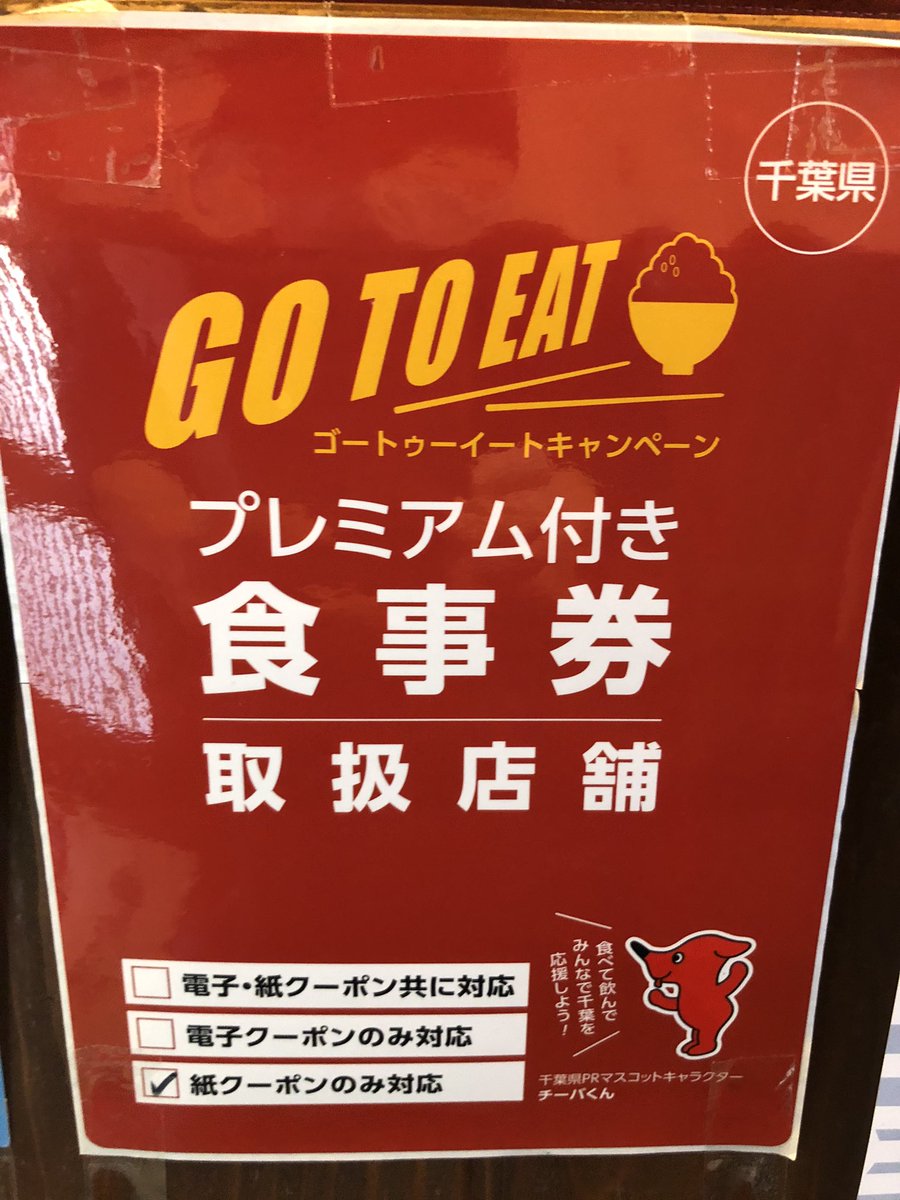 千葉県
GO TO EAT
ゴートゥーイートキャンペーン
プレミアム付き
食事券
取扱店舗
電子・紙クーポン共に対応
電子クーポンのみ対応
紙クーポンのみ対応
食べて飲んで
みんなで千葉を
応援しよう!
千葉県PRマスコットキャラクター
チーバくん